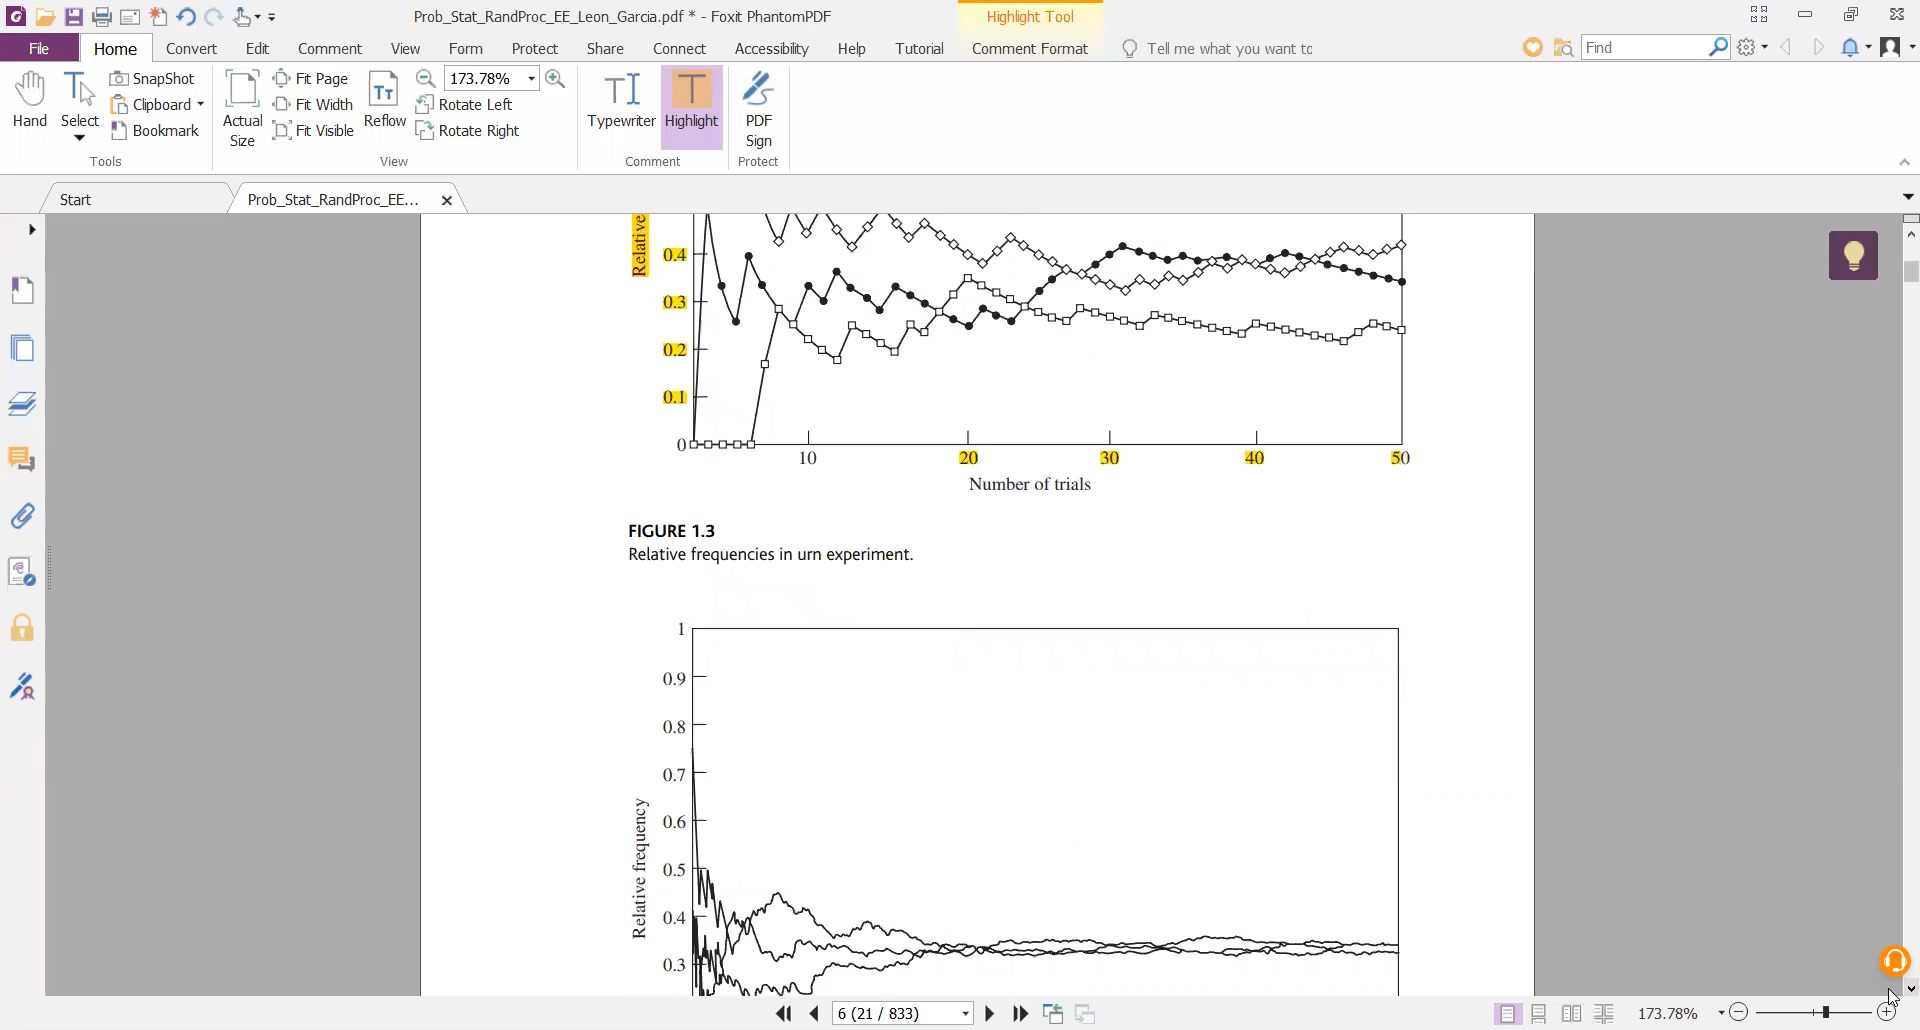 Prob_Stat_RandProc_EE_Leon_Garcia.pdf * - Foxit PhantomPDF
Highlight Tool
File
Home
Convert
Edit
Comment
View
Form
Protect
Share
Connect
Accessibility
Help
Tutorial
Comment Format
Tell me what you want to
Find
Hand
Select
SnapShot
Clipboard
Bookmark
Tools
Actual
Size
Fit Page
Fit Width
Fit Visible
Reflow
173.78%
Rotate Left
Rotate Right
View
Typewriter
Highlight
Comment
PDF
Sign
Protect
Start
Prob_Stat_RandProc_EE...
Relative
0.4
0.3
0.2
0.1
0
10 20 30 40 50
Number of trials
FIGURE 1.3
Relative frequencies in urn experiment.
1
0.9
0.8
0.7
0.6
0.5
0.4
0.3
Relative frequency
6 (21 / 833)
173.78%